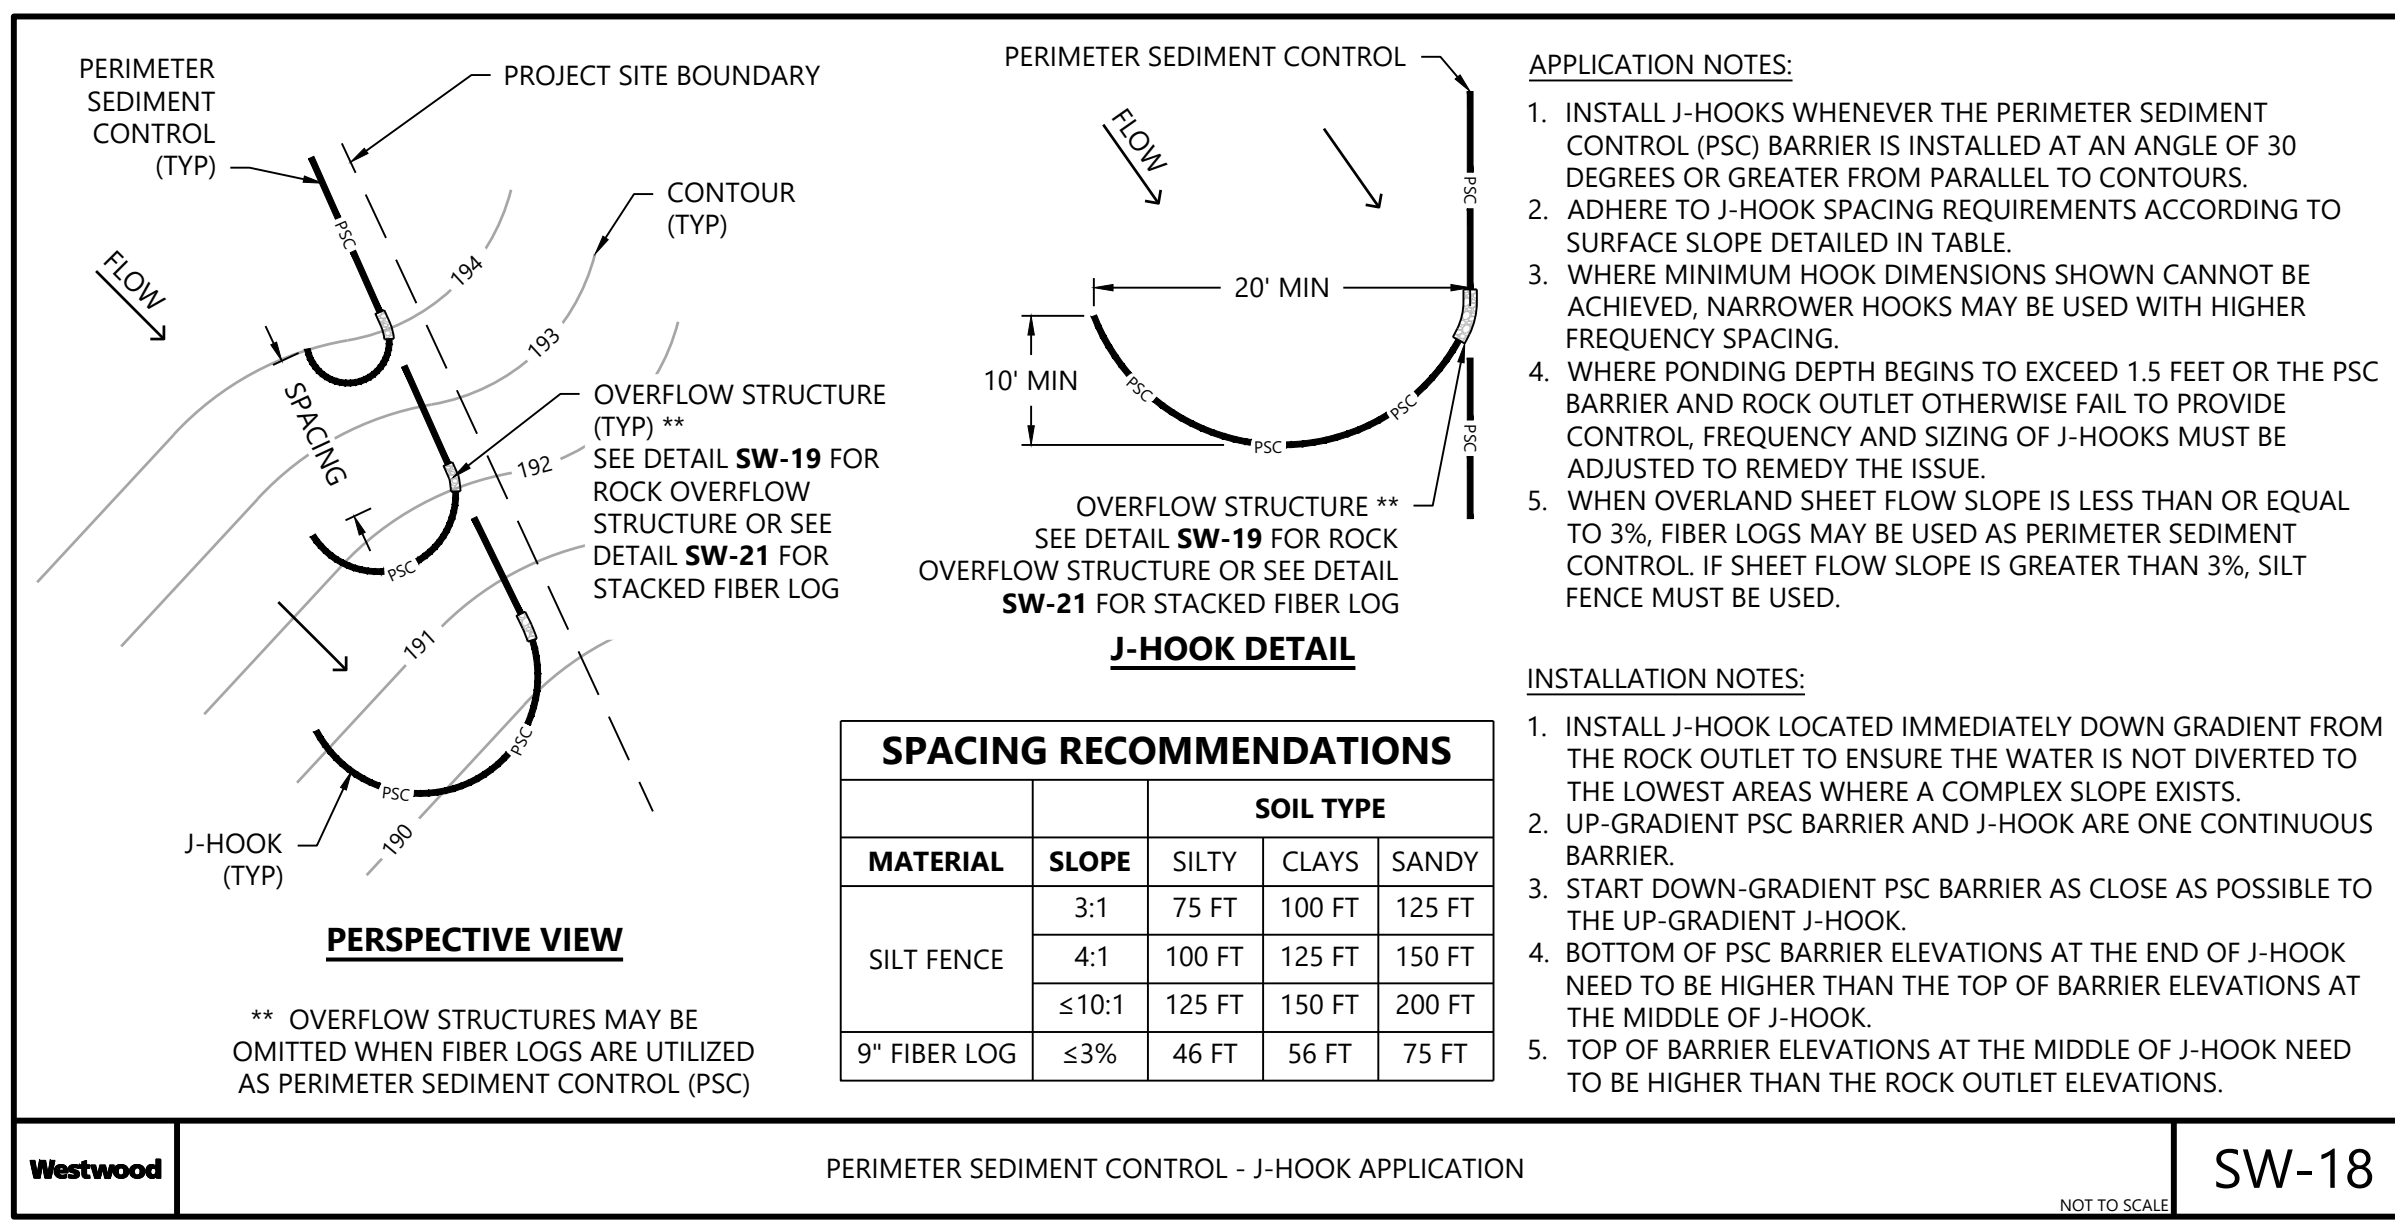 PERIMETER
SEDIMENT
CONTROL
(TYP)
PROJECT SITE BOUNDARY
CONTOUR
(TYP)
PSC
FLOW
194
193
SPACING
OVERFLOW STRUCTURE
(TYP) **
SEE DETAIL SW-19 FOR
ROCK OVERFLOW
STRUCTURE OR SEE
DETAIL SW-21 FOR
STACKED FIBER LOG
192
PSC
191
PSC
PSC
190
J-HOOK
(TYP)
PERSPECTIVE VIEW
** OVERFLOW STRUCTURES MAY BE
OMITTED WHEN FIBER LOGS ARE UTILIZED
AS PERIMETER SEDIMENT CONTROL (PSC)
PERIMETER SEDIMENT CONTROL
FLOW
PSC
20' MIN
10' MIN
PSC
PSC
PSC
PSC
OVERFLOW STRUCTURE **
SEE DETAIL SW-19 FOR ROCK
OVERFLOW STRUCTURE OR SEE DETAIL
SW-21 FOR STACKED FIBER LOG
J-HOOK DETAIL
SPACING RECOMMENDATIONS
SOIL TYPE
MATERIAL SLOPE SILTY CLAYS SANDY
3:1 75 FT 100 FT 125 FT
SILT FENCE 4:1 100 FT 125 FT 150 FT
≤10:1 125 FT 150 FT 200 FT
9" FIBER LOG ≤3% 46 FT 56 FT 75 FT
APPLICATION NOTES:
1. INSTALL J-HOOKS WHENEVER THE PERIMETER SEDIMENT
CONTROL (PSC) BARRIER IS INSTALLED AT AN ANGLE OF 30
DEGREES OR GREATER FROM PARALLEL TO CONTOURS.
2. ADHERE TO J-HOOK SPACING REQUIREMENTS ACCORDING TO
SURFACE SLOPE DETAILED IN TABLE.
3. WHERE MINIMUM HOOK DIMENSIONS SHOWN CANNOT BE
ACHIEVED, NARROWER HOOKS MAY BE USED WITH HIGHER
FREQUENCY SPACING.
4. WHERE PONDING DEPTH BEGINS TO EXCEED 1.5 FEET OR THE PSC
BARRIER AND ROCK OUTLET OTHERWISE FAIL TO PROVIDE
CONTROL, FREQUENCY AND SIZING OF J-HOOKS MUST BE
ADJUSTED TO REMEDY THE ISSUE.
5. WHEN OVERLAND SHEET FLOW SLOPE IS LESS THAN OR EQUAL
TO 3%, FIBER LOGS MAY BE USED AS PERIMETER SEDIMENT
CONTROL. IF SHEET FLOW SLOPE IS GREATER THAN 3%, SILT
FENCE MUST BE USED.
INSTALLATION NOTES:
1. INSTALL J-HOOK LOCATED IMMEDIATELY DOWN GRADIENT FROM
THE ROCK OUTLET TO ENSURE THE WATER IS NOT DIVERTED TO
THE LOWEST AREAS WHERE A COMPLEX SLOPE EXISTS.
2. UP-GRADIENT PSC BARRIER AND J-HOOK ARE ONE CONTINUOUS
BARRIER.
3. START DOWN-GRADIENT PSC BARRIER AS CLOSE AS POSSIBLE TO
THE UP-GRADIENT J-HOOK.
4. BOTTOM OF PSC BARRIER ELEVATIONS AT THE END OF J-HOOK
NEED TO BE HIGHER THAN THE TOP OF BARRIER ELEVATIONS AT
THE MIDDLE OF J-HOOK.
5. TOP OF BARRIER ELEVATIONS AT THE MIDDLE OF J-HOOK NEED
TO BE HIGHER THAN THE ROCK OUTLET ELEVATIONS.
Westwood
PERIMETER SEDIMENT CONTROL - J-HOOK APPLICATION
NOT TO SCALE
SW-18